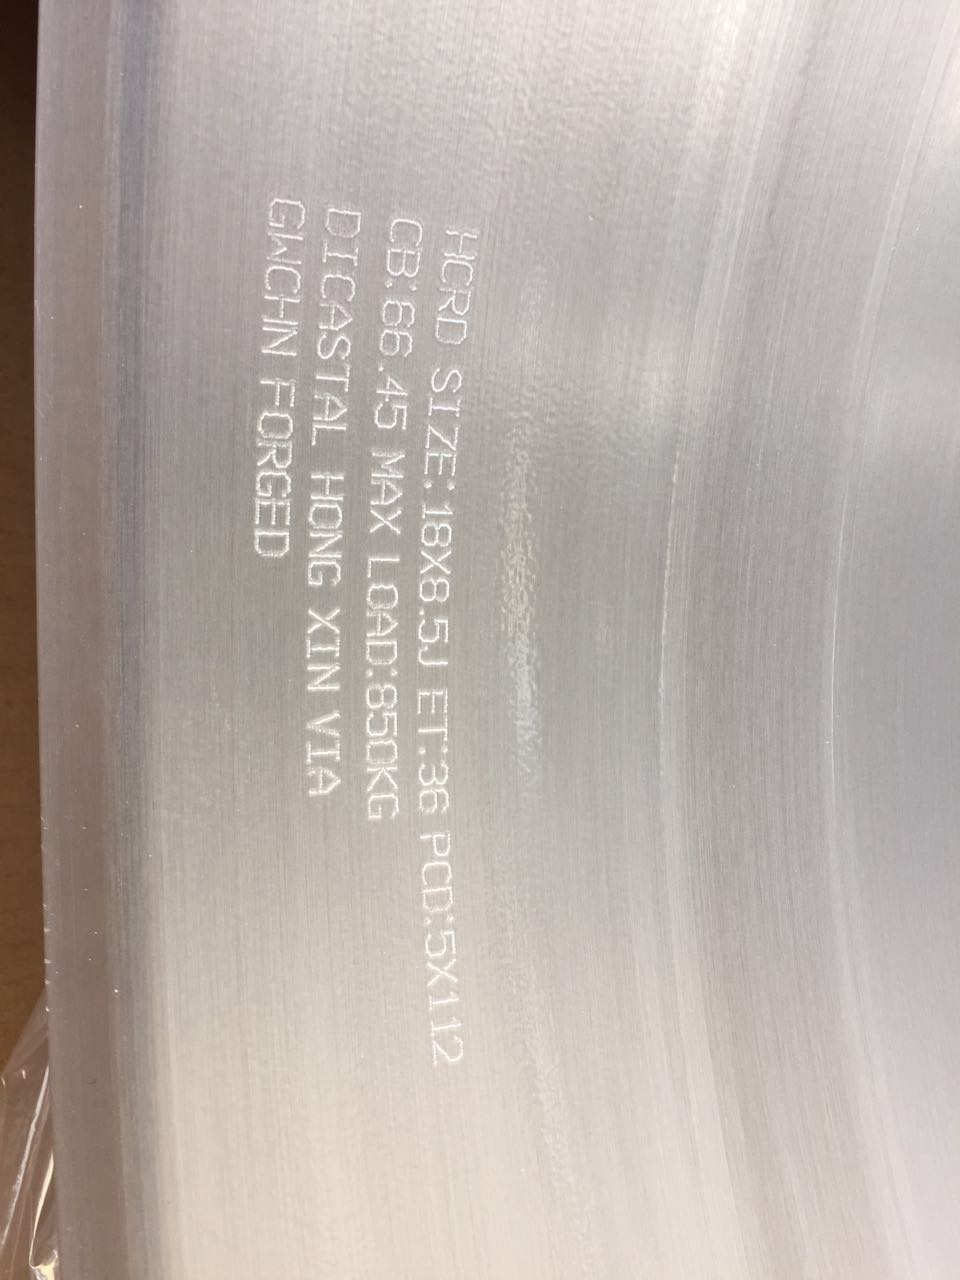 HCRD SIZE:18X8.5J ET:36 PCD:5X112
CB:66.45 MAX LOAD:850KG
DICASTAL HONG XIN VIA
GWCHN FORGED